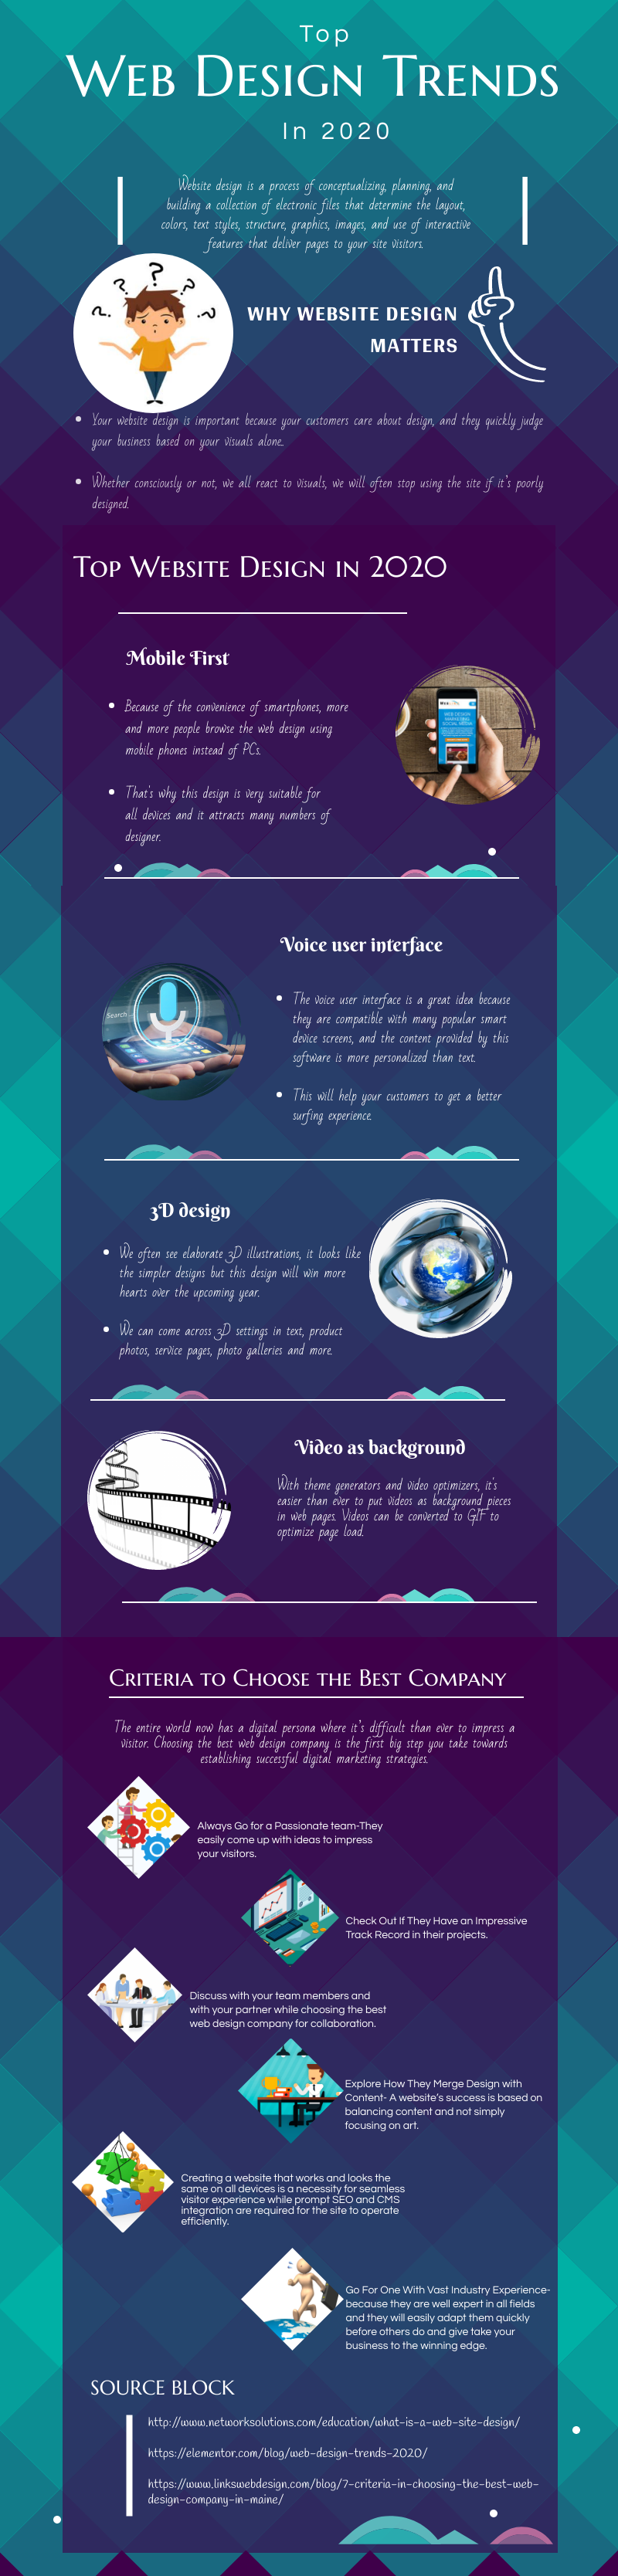 Top
WEB DESIGN TRENDS
In 2020
Website design is a process of conceptualizing, planning, and
building a collection of electronic files that determine the layout,
colors, text styles, structure, graphics, images, and use of interactive
features that deliver pages to your site visitors.
WHY WEBSITE DESIGN
MATTERS
Your website design is important because your customers care about design, and they quickly judge
your business based on your visuals alone.
Whether consciously or not, we all react to visuals, we will often stop using the site if it's poorly
designed.
TOP WEBSITE DESIGN IN 2020
Mobile First
Because of the convenience of smartphones, more
and more people browse the web design using
mobile phones instead of PCs.
That's why this design is very suitable for
all devices and it attracts many numbers of
designer.
Voice user interface
Search
The voice user interface is a great idea because
they are compatible with many popular smart
device screens, and the content provided by this
software is more personalized than text.
This will help your customers to get a better
surfing experience.
3D design
We often see elaborate 3D illustrations, it looks like
the simpler designs but this design will win more
hearts over the upcoming year.
We can come across 3D settings in text, product
photos, service pages, photo galleries and more.
Video as background
With theme generators and video optimizers, it's
easier than ever to put videos as background pieces
in web pages. Videos can be converted to GIF to
optimize page load.
CRITERIA TO CHOOSE THE BEST COMPANY
The entire world now has a digital persona where it's difficult than ever to impress a
visitor. Choosing the best web design company is the first big step you take towards
establishing successful digital marketing strategies.
Always Go for a Passionate team-They
easily come up with ideas to impress
your visitors.
Check Out If They Have an Impressive
Track Record in their projects.
Discuss with your team members and
with your partner while choosing the best
web design company for collaboration.
Explore How They Merge Design with
Content- A website's success is based on
balancing content and not simply
focusing on art.
Creating a website that works and looks the
same on all devices is a necessity for seamless
visitor experience while prompt SEO and CMS
integration are required for the site to operate
efficiently.
Go For One With Vast Industry Experience-
because they are well expert in all fields
and they will easily adapt them quickly
before others do and give take your
business to the winning edge.
SOURCE BLOCK
http://www.networksolutions.com/education/what-is-a-web-site-design/
https://elementor.com/blog/web-design-trends-2020/
https://www.linkswebdesign.com/blog/7-criteria-in-choosing-the-best-web-
design-company-in-maine/